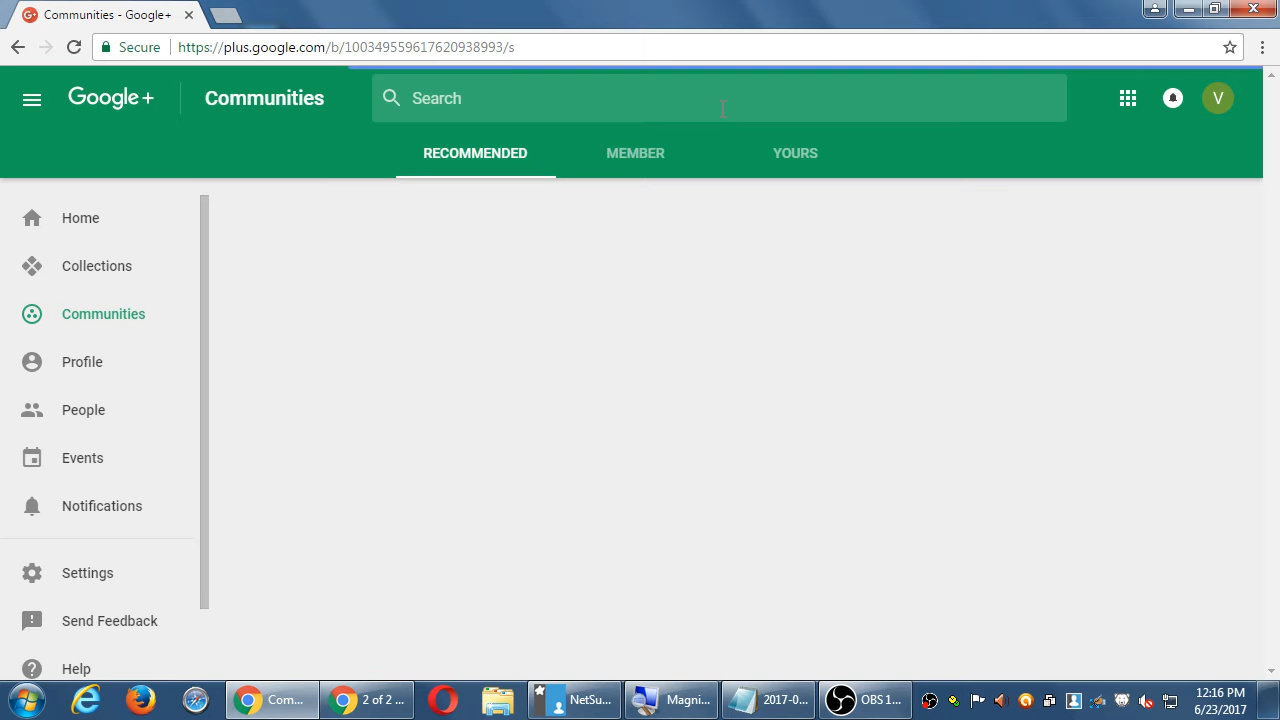 Communities - Google+
Secure
https://plus.google.com/b/100349559617620938993/s
Google+
Communities
Search
V
RECOMMENDED
MEMBER
YOURS
Home
Collections
Communities
Profile
People
Events
Notifications
Settings
Send Feedback
Help
Com...
2 of 2 ...
NetSu...
Magni...
2017-0...
OBS 1...
12:16 PM
6/23/2017